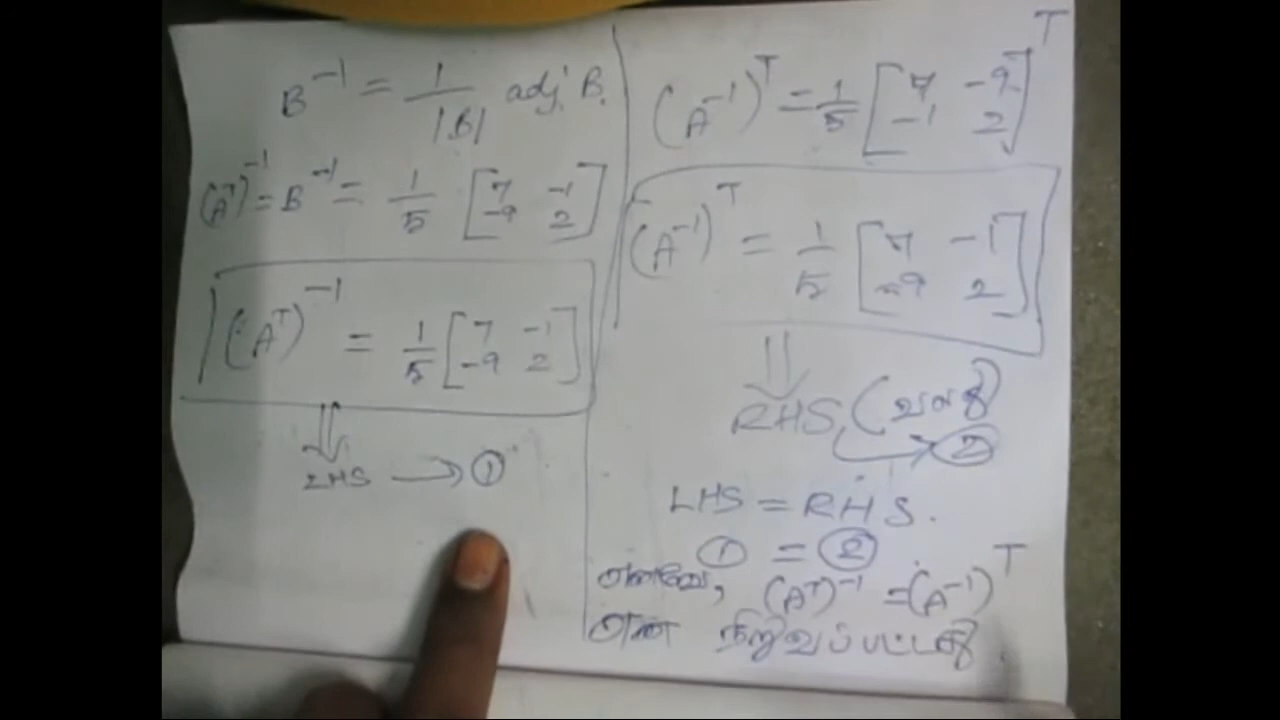 B⁻¹ = 1/|B| adj B.
(Aᵀ)⁻¹ = B⁻¹ = 1/5 [7 -1
-9 2]
(Aᵀ)⁻¹ = 1/5 [7 -1
-9 2]
LHS → ①
(A⁻¹)ᵀ = 1/5 [7 -9
-1 2]ᵀ
(A⁻¹)ᵀ = 1/5 [7 -1
-9 2]
RHS (வலது
②
LHS = RHS.
① = ②
எனவே, (Aᵀ)⁻¹ = (A⁻¹)ᵀ
என நிறுவப்பட்டது.